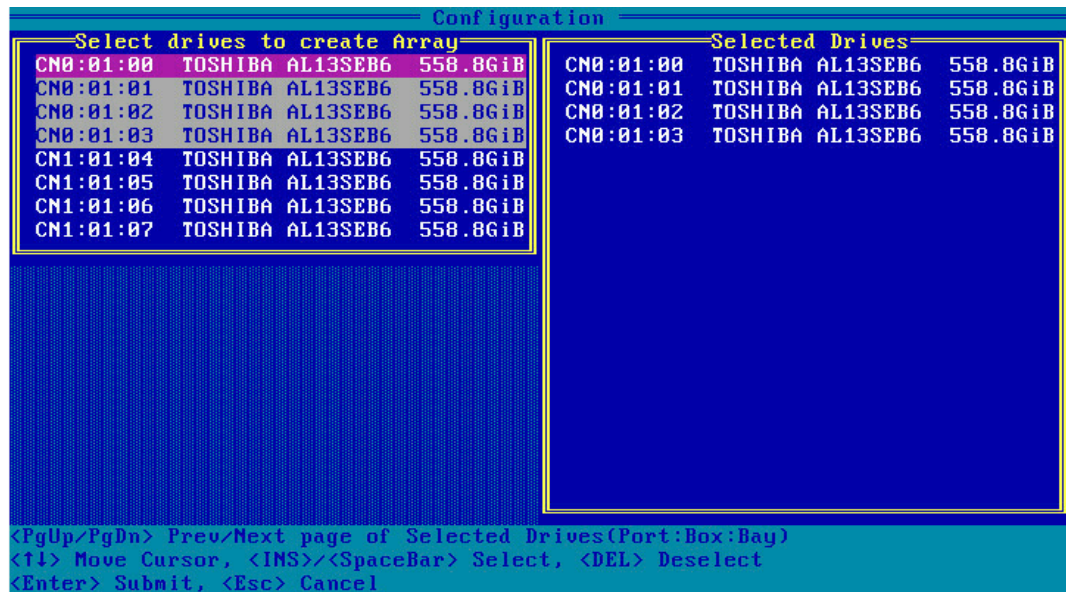 Configuration
Select drives to create Array
CN0:01:00 TOSHIBA AL13SEB6 558.8GiB
CN0:01:01 TOSHIBA AL13SEB6 558.8GiB
CN0:01:02 TOSHIBA AL13SEB6 558.8GiB
CN0:01:03 TOSHIBA AL13SEB6 558.8GiB
CN1:01:04 TOSHIBA AL13SEB6 558.8GiB
CN1:01:05 TOSHIBA AL13SEB6 558.8GiB
CN1:01:06 TOSHIBA AL13SEB6 558.8GiB
CN1:01:07 TOSHIBA AL13SEB6 558.8GiB
Selected Drives
CN0:01:00 TOSHIBA AL13SEB6 558.8GiB
CN0:01:01 TOSHIBA AL13SEB6 558.8GiB
CN0:01:02 TOSHIBA AL13SEB6 558.8GiB
CN0:01:03 TOSHIBA AL13SEB6 558.8GiB
<PgUp/PgDn> Prev/Next page of Selected Drives(Port:Box:Bay)
<↑↓> Move Cursor, <INS>/<SpaceBar> Select, <DEL> Deselect
<Enter> Submit, <Esc> Cancel